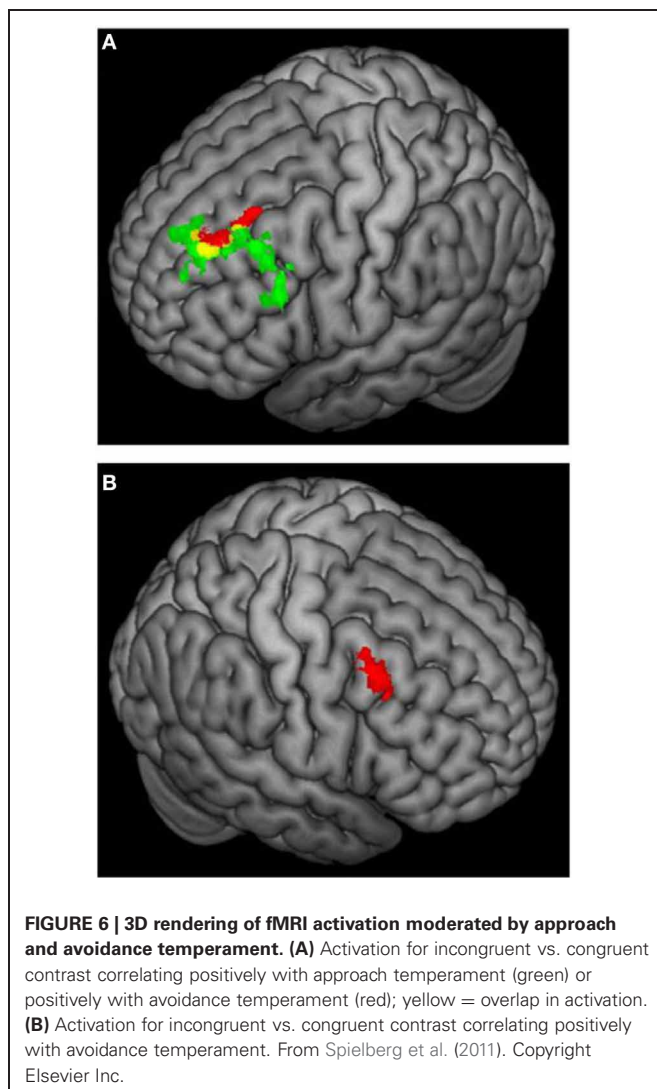 A
B
FIGURE 6 | 3D rendering of fMRI activation moderated by approach
and avoidance temperament. (A) Activation for incongruent vs. congruent
contrast correlating positively with approach temperament (green) or
positively with avoidance temperament (red); yellow = overlap in activation.
(B) Activation for incongruent vs. congruent contrast correlating positively
with avoidance temperament. From Spielberg et al. (2011). Copyright
Elsevier Inc.